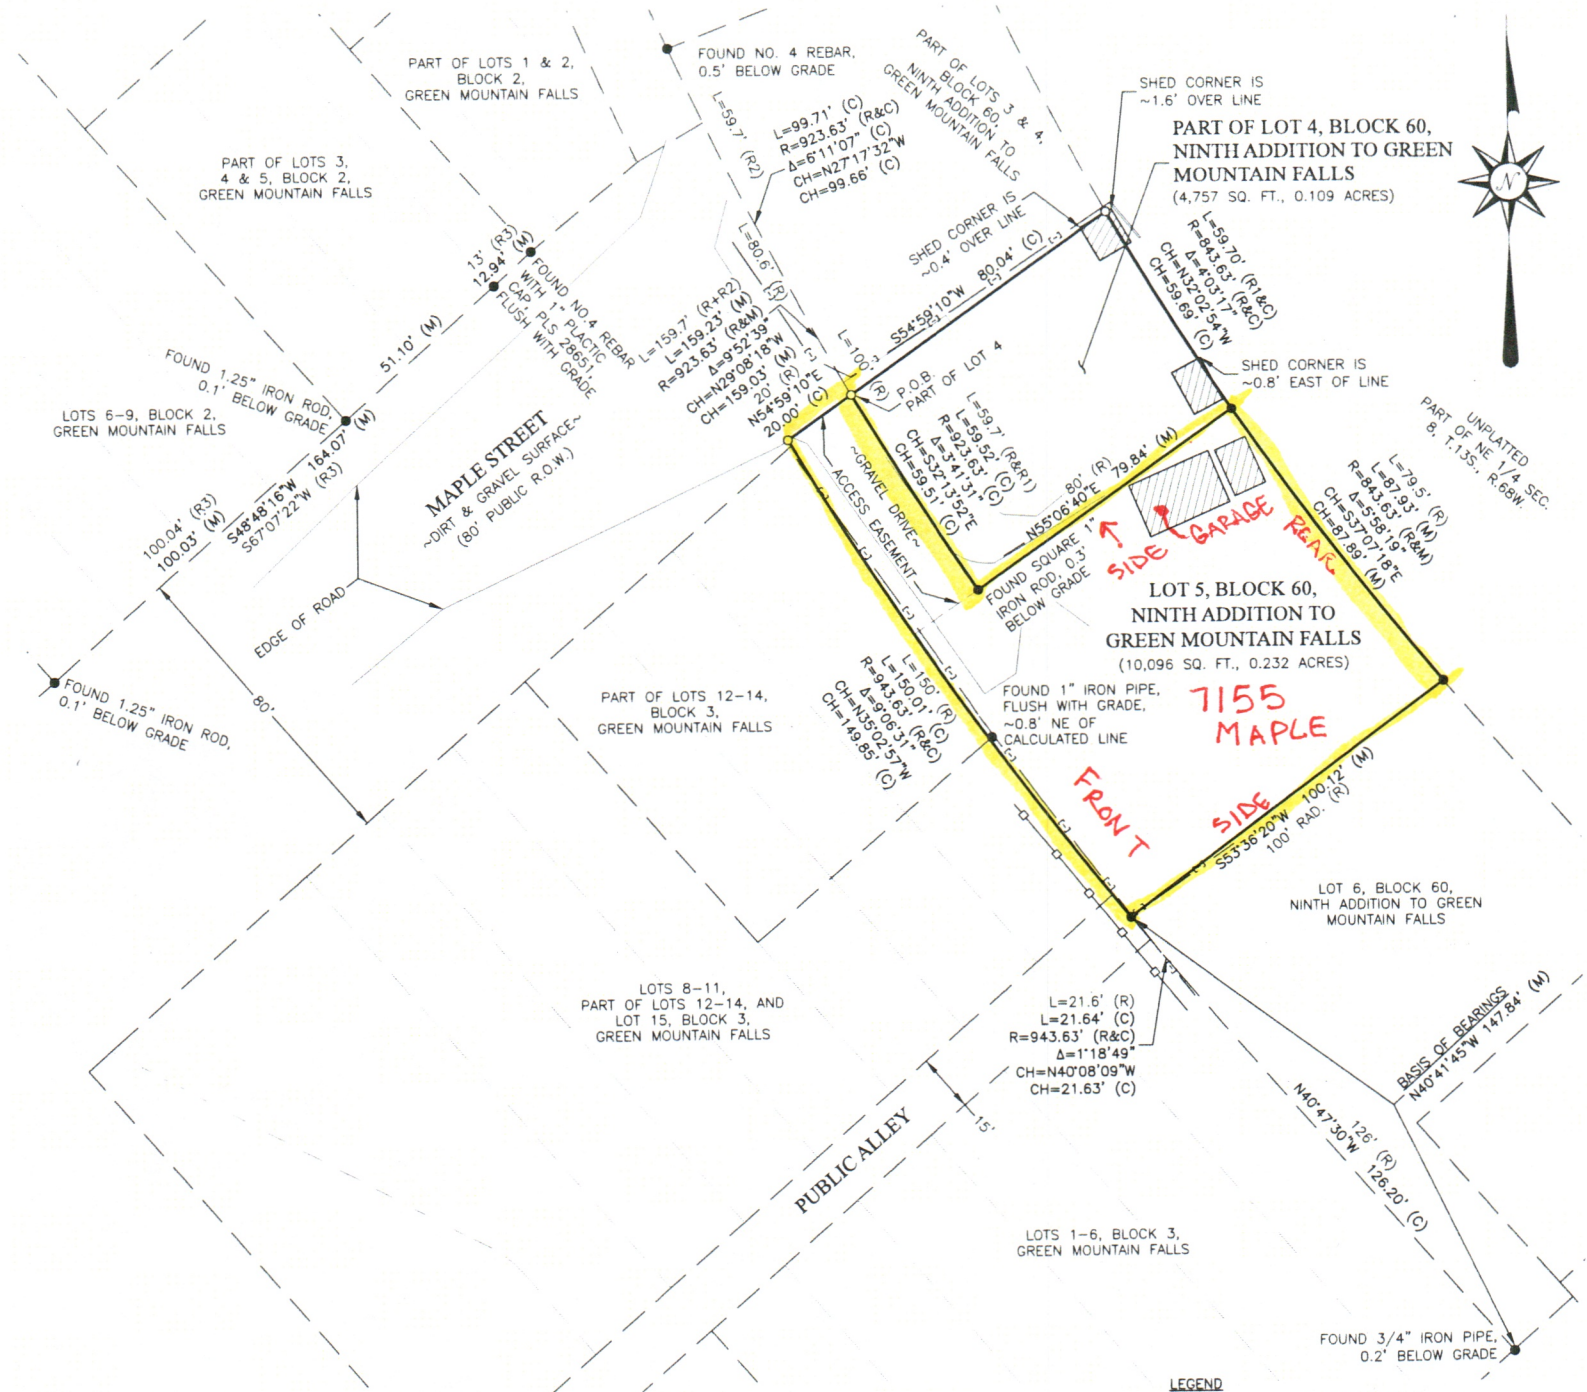 PART OF LOTS 1 & 2,
BLOCK 2,
GREEN MOUNTAIN FALLS
FOUND NO. 4 REBAR,
0.5' BELOW GRADE
PART OF LOTS 3 & 4,
BLOCK 60,
NINTH ADDITION TO
GREEN MOUNTAIN FALLS
SHED CORNER IS
~1.6' OVER LINE
PART OF LOT 4, BLOCK 60,
NINTH ADDITION TO GREEN
MOUNTAIN FALLS
(4,757 SQ. FT., 0.109 ACRES)
N
L=59.7' (R2)
L=99.71' (C)
R=923.63' (R&C)
Δ=6°11'07" (C)
CH=N27°17'32"W
CH=99.66' (C)
PART OF LOTS 3,
4 & 5, BLOCK 2,
GREEN MOUNTAIN FALLS
SHED CORNER IS
~0.4' OVER LINE
L=80.6' (R)
S54°59'10"W 80.04' (C)
L=59.70' (R1&C)
R=843.63' (R&C)
Δ=4°03'17"
CH=N32°02'54"W
CH=59.69' (C)
13' (R3)
12.94' (M)
FOUND NO.4 REBAR
WITH 1" PLACTIC
CAP, PLS 28651,
FLUSH WITH
GRADE
51.10' (M)
L=159.7' (R+R2)
L=159.23' (M)
R=923.63' (R&M)
Δ=9°52'39"
CH=N29°08'18"W
CH=159.03' (M)
20' (R)
N54°59'10"E
20.00' (C)
L=100' (R)
P.O.B.
PART OF LOT 4
SHED CORNER IS
~0.8' EAST OF LINE
FOUND 1.25" IRON ROD,
0.1' BELOW GRADE
LOTS 6-9, BLOCK 2,
GREEN MOUNTAIN FALLS
100.04' (R3)
100.03' (M)
S48°48'16"W 164.07' (M)
S67°07'22"W (R3)
MAPLE STREET
~DIRT & GRAVEL SURFACE~
(80' PUBLIC R.O.W.)
EDGE OF ROAD
~GRAVEL DRIVE~
ACCESS EASEMENT
L=59.7' (R&R1)
L=59.52' (C)
R=923.63' (C)
Δ=3°41'31" (C)
CH=S32°13'52"E
CH=59.51' (C)
80' (R)
N55°06'40"E 79.84' (M)
UNPLATTED
PART OF NE 1/4 SEC.
8, T.13S., R.68W.
L=79.5' (R)
L=87.93' (M)
R=843.63' (R&M)
Δ=5°58'19"
CH=S37°07'18"E
CH=87.89' (M)
FOUND SQUARE 1"
IRON ROD, 0.3'
BELOW GRADE
SIDE
GARAGE
REAR
LOT 5, BLOCK 60,
NINTH ADDITION TO
GREEN MOUNTAIN FALLS
(10,096 SQ. FT., 0.232 ACRES)
7155
MAPLE
FOUND 1.25" IRON ROD,
0.1' BELOW GRADE
80'
PART OF LOTS 12-14,
BLOCK 3,
GREEN MOUNTAIN FALLS
L=150' (R)
L=150.01' (C)
R=943.63' (R&C)
Δ=9°06'31"
CH=N35°02'57"W
CH=149.85' (C)
FOUND 1" IRON PIPE,
FLUSH WITH GRADE,
~0.8' NE OF
CALCULATED LINE
FRONT
SIDE
S53°36'20"W 100.12' (M)
100' RAD. (R)
LOT 6, BLOCK 60,
NINTH ADDITION TO GREEN
MOUNTAIN FALLS
LOTS 8-11,
PART OF LOTS 12-14, AND
LOT 15, BLOCK 3,
GREEN MOUNTAIN FALLS
L=21.6' (R)
L=21.64' (C)
R=943.63' (R&C)
Δ=1°18'49"
CH=N40°08'09"W
CH=21.63' (C)
BASIS OF BEARINGS
N40°41'45"W 147.84' (M)
PUBLIC ALLEY
15'
126' (R)
N40°47'30"W 126.20' (C)
LOTS 1-6, BLOCK 3,
GREEN MOUNTAIN FALLS
FOUND 3/4" IRON PIPE,
0.2' BELOW GRADE
LEGEND